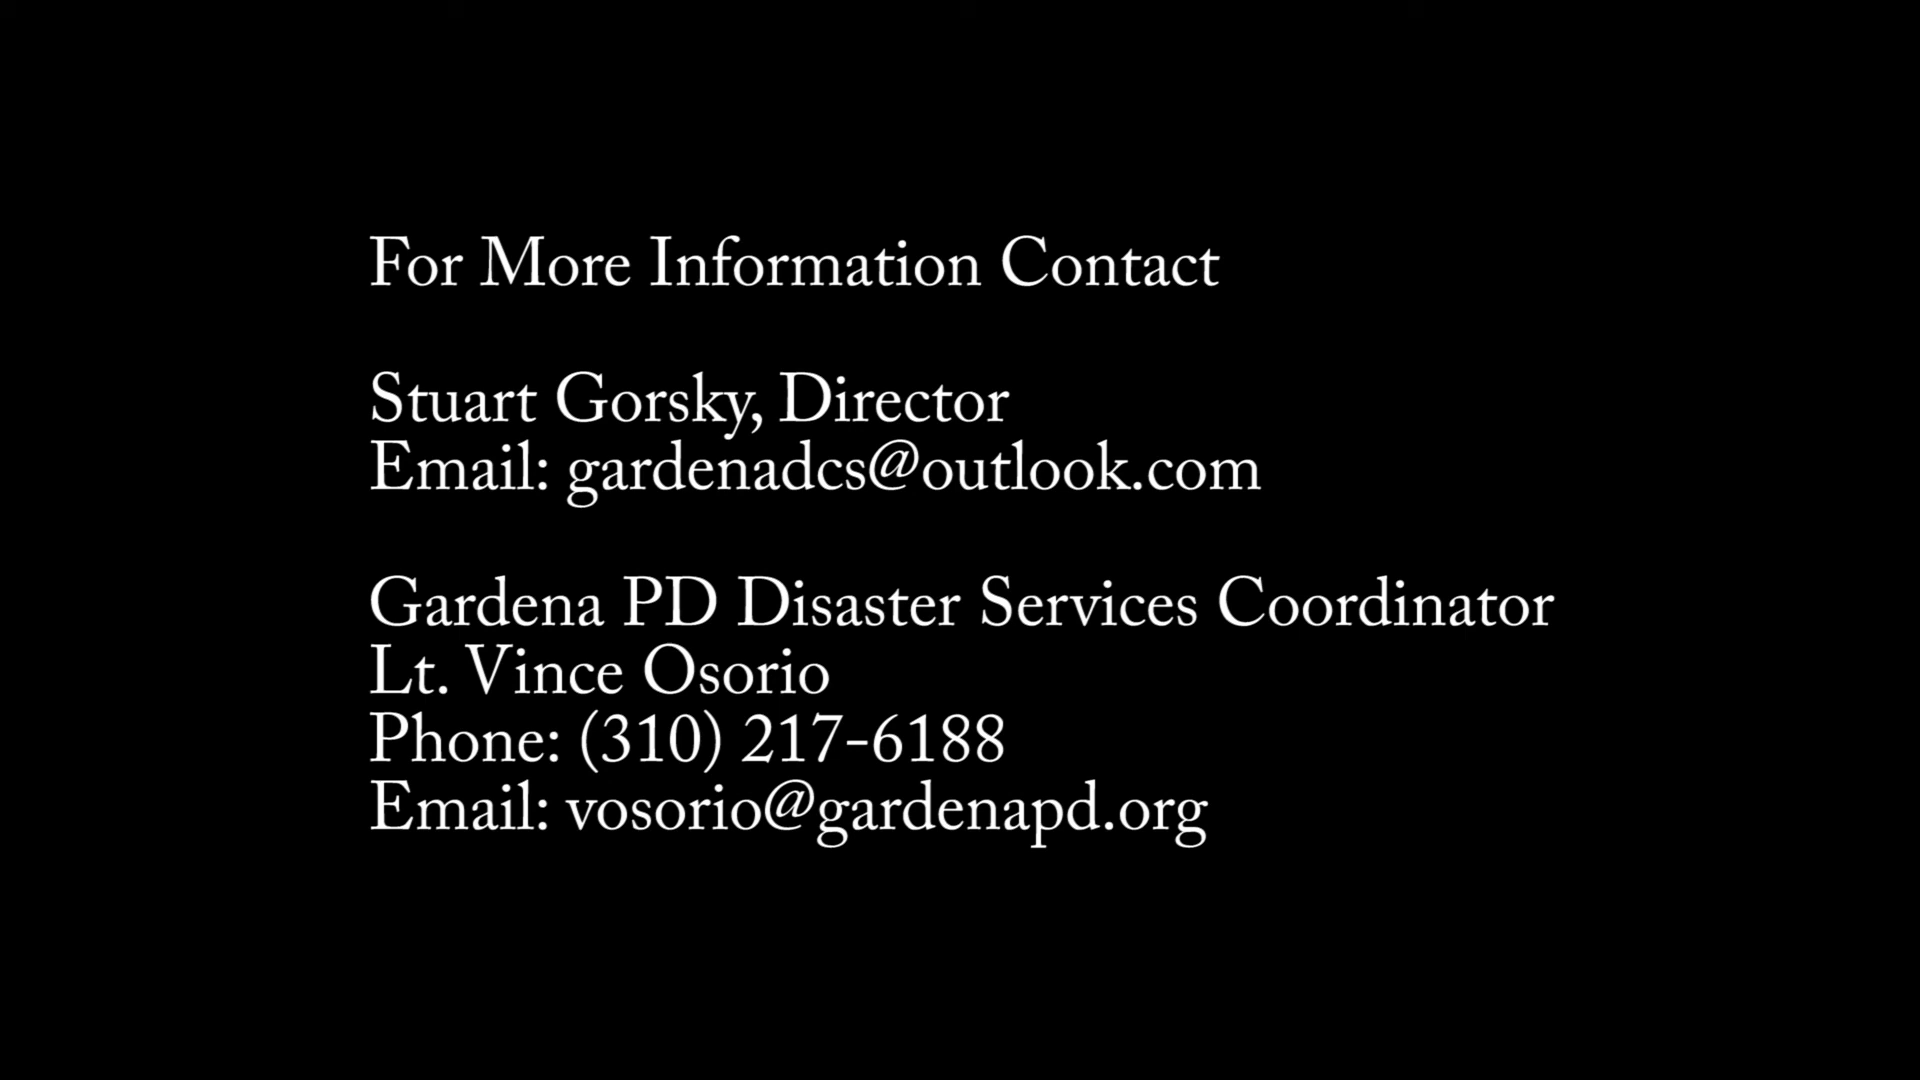 For More Information Contact
Stuart Gorsky, Director
Email: gardenadcs@outlook.com
Gardena PD Disaster Services Coordinator
Lt. Vince Osorio
Phone: (310) 217-6188
Email: vosorio@gardenapd.org